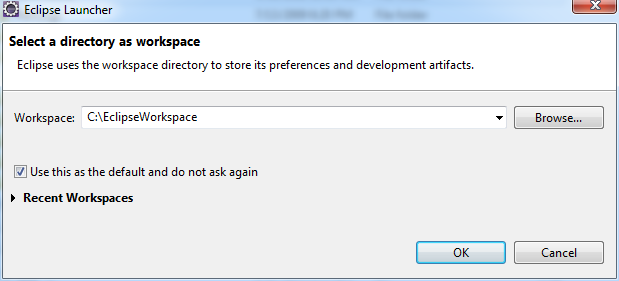 Eclipse Launcher
Select a directory as workspace
Eclipse uses the workspace directory to store its preferences and development artifacts.
Workspace: C:\EclipseWorkspace Browse...
Use this as the default and do not ask again
Recent Workspaces
OK Cancel